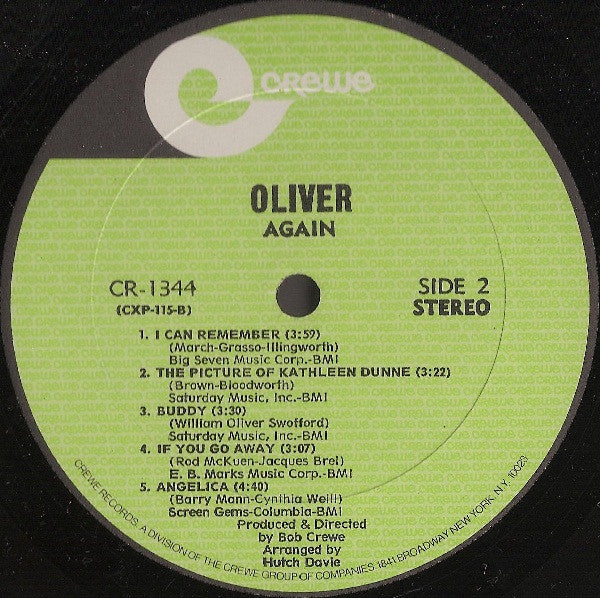 crewe
OLIVER
AGAIN
CR-1344
(CXP-115-B)
SIDE 2
STEREO
1. I CAN REMEMBER (3:59)
(March-Grasso-Illingworth)
Big Seven Music Corp.-BMI
2. THE PICTURE OF KATHLEEN DUNNE (3:22)
(Brown-Bloodworth)
Saturday Music, Inc.-BMI
3. BUDDY (3:30)
(William Oliver Swofford)
Saturday Music, Inc.-BMI
4. IF YOU GO AWAY (3:07)
(Rod McKuen-Jacques Brel)
E. B. Marks Music Corp.-BMI
5. ANGELICA (4:40)
(Barry Mann-Cynthia Weill)
Screen Gems-Columbia-BMI
Produced & Directed
by Bob Crewe
Arranged by
Hutch Davie
CREWE RECORDS, A DIVISION OF THE CREWE GROUP OF COMPANIES, 1841 BROADWAY, NEW YORK, N.Y. 10023